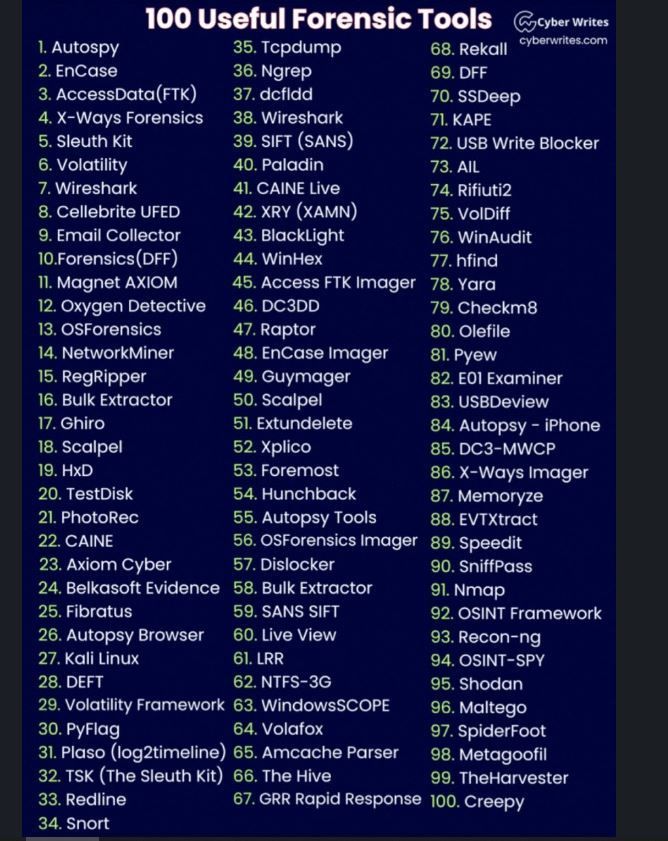 100 Useful Forensic Tools
Cyber Writes
cyberwrites.com
1. Autospy
2. EnCase
3. AccessData(FTK)
4. X-Ways Forensics
5. Sleuth Kit
6. Volatility
7. Wireshark
8. Cellebrite UFED
9. Email Collector
10.Forensics(DFF)
11. Magnet AXIOM
12. Oxygen Detective
13. OSForensics
14. NetworkMiner
15. RegRipper
16. Bulk Extractor
17. Ghiro
18. Scalpel
19. HxD
20. TestDisk
21. PhotoRec
22. CAINE
23. Axiom Cyber
24. Belkasoft Evidence
25. Fibratus
26. Autopsy Browser
27. Kali Linux
28. DEFT
29. Volatility Framework
30. PyFlag
31. Plaso (log2timeline)
32. TSK (The Sleuth Kit)
33. Redline
34. Snort
35. Tcpdump
36. Ngrep
37. dcfldd
38. Wireshark
39. SIFT (SANS)
40. Paladin
41. CAINE Live
42. XRY (XAMN)
43. BlackLight
44. WinHex
45. Access FTK Imager
46. DC3DD
47. Raptor
48. EnCase Imager
49. Guymager
50. Scalpel
51. Extundelete
52. Xplico
53. Foremost
54. Hunchback
55. Autopsy Tools
56. OSForensics Imager
57. Dislocker
58. Bulk Extractor
59. SANS SIFT
60. Live View
61. LRR
62. NTFS-3G
63. WindowsSCOPE
64. Volafox
65. Amcache Parser
66. The Hive
67. GRR Rapid Response
68. Rekall
69. DFF
70. SSDeep
71. KAPE
72. USB Write Blocker
73. AIL
74. Rifiuti2
75. VolDiff
76. WinAudit
77. hfind
78. Yara
79. Checkm8
80. Olefile
81. Pyew
82. E01 Examiner
83. USBDeview
84. Autopsy - iPhone
85. DC3-MWCP
86. X-Ways Imager
87. Memoryze
88. EVTXtract
89. Speedit
90. SniffPass
91. Nmap
92. OSINT Framework
93. Recon-ng
94. OSINT-SPY
95. Shodan
96. Maltego
97. SpiderFoot
98. Metagoofil
99. TheHarvester
100. Creepy